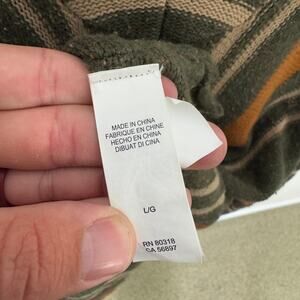 MADE IN CHINA
FABRIQUE EN CHINE
HECHO EN CHINA
DIBUAT DI CINA
L/G
RN 80318
CA 56897